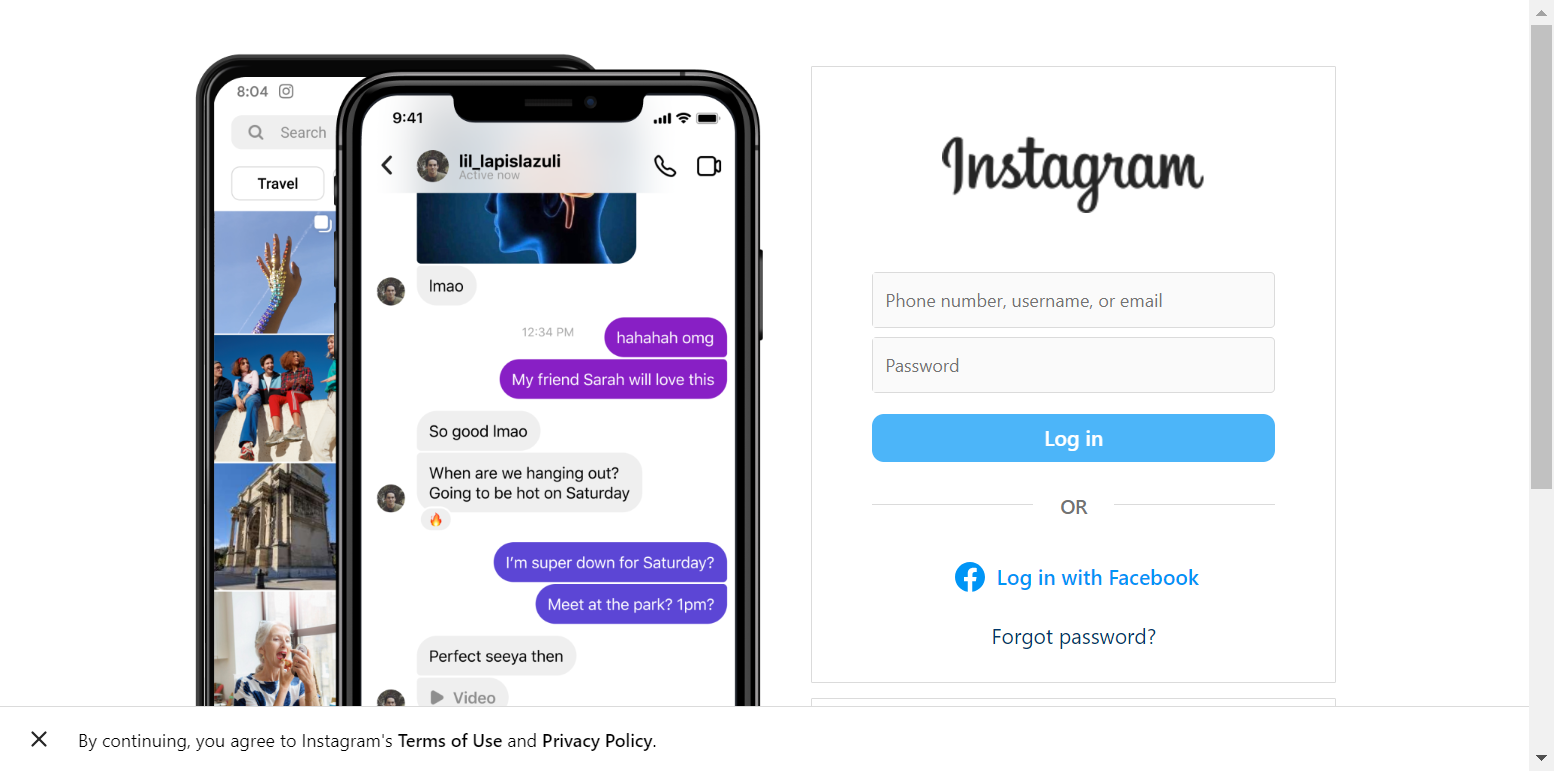 8:04
Search
Travel
9:41
lil_lapislazuli
Active now
lmao
12:34 PM
hahahah omg
My friend Sarah will love this
So good lmao
When are we hanging out?
Going to be hot on Saturday
🔥
I'm super down for Saturday?
Meet at the park? 1pm?
Perfect seeya then
Video
Instagram
Phone number, username, or email
Password
Log in
OR
Log in with Facebook
Forgot password?
By continuing, you agree to Instagram's Terms of Use and Privacy Policy.